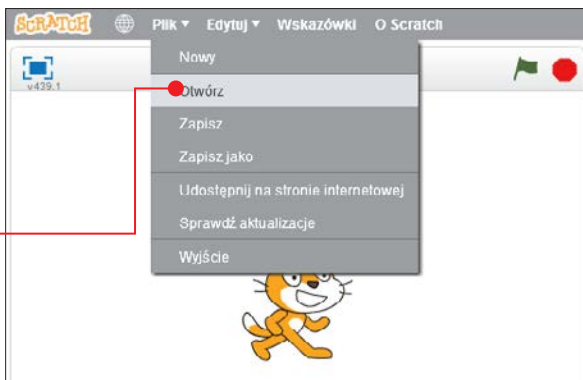 SCRATCH Plik Edytuj Wskazówki O Scratch
v439.1
Nowy
Otwórz
Zapisz
Zapisz jako
Udostępnij na stronie internetowej
Sprawdź aktualizacje
Wyjście